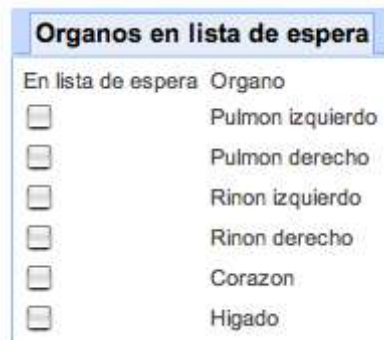 Organos en lista de espera
En lista de espera Organo
Pulmon izquierdo
Pulmon derecho
Rinon izquierdo
Rinon derecho
Corazon
Higado